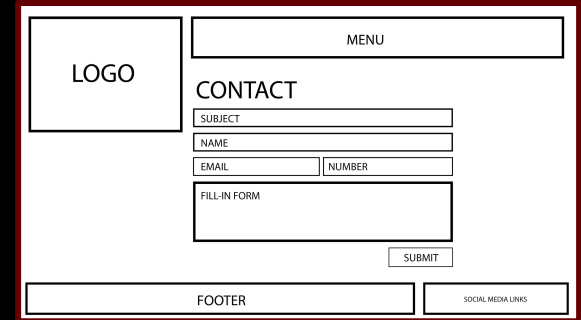 MENU
LOGO
CONTACT
SUBJECT
NAME
EMAIL
NUMBER
FILL-IN FORM
SUBMIT
FOOTER
SOCIAL MEDIA LINKS